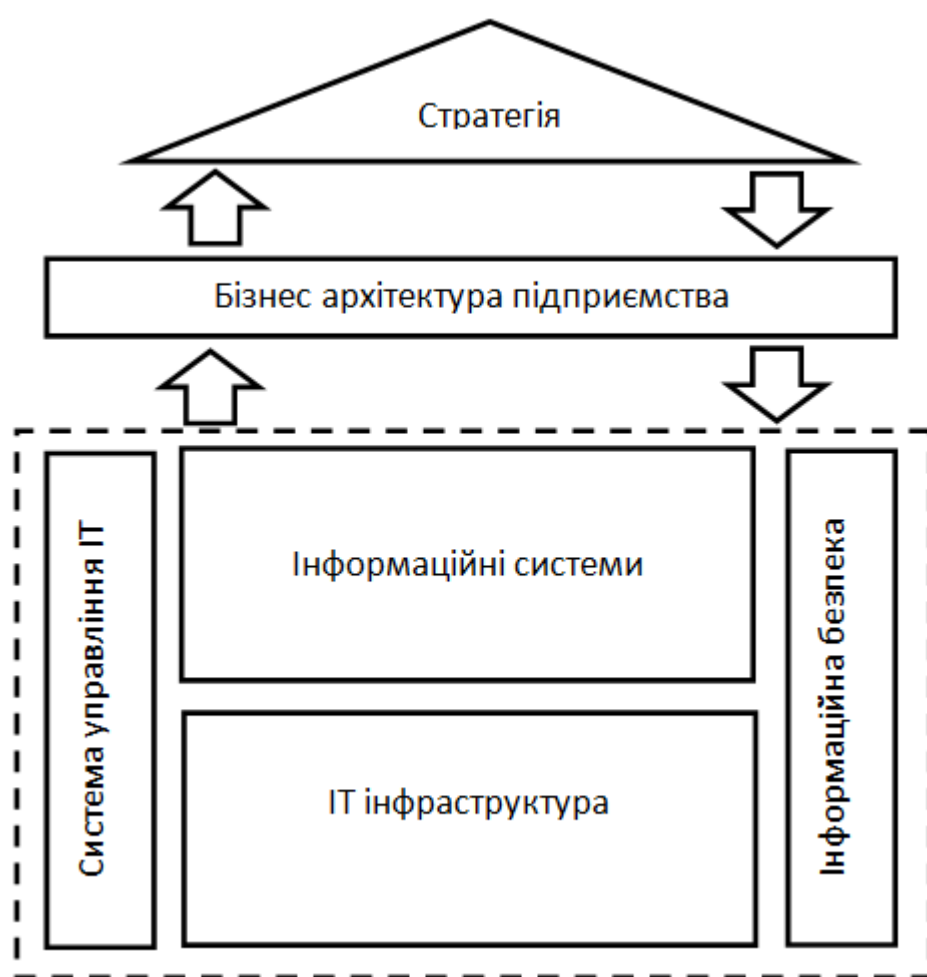 Стратегія
Бізнес архітектура підприємства
Система управління ІТ
Інформаційні системи
ІТ інфраструктура
Інформаційна безпека